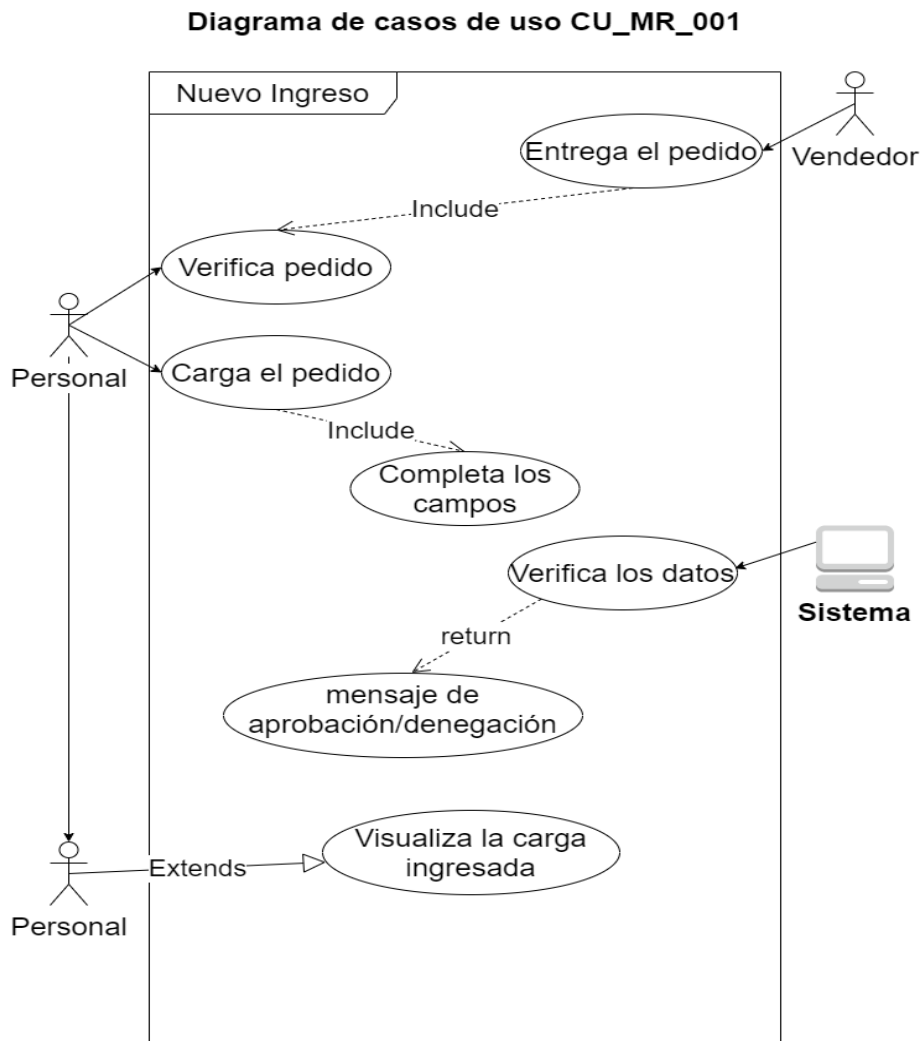 Diagrama de casos de uso CU_MR_001
Nuevo Ingreso
Entrega el pedido
Vendedor
Include
Verifica pedido
Personal
Carga el pedido
Include
Completa los
campos
Verifica los datos
Sistema
return
mensaje de
aprobación/denegación
Visualiza la carga
ingresada
Extends
Personal